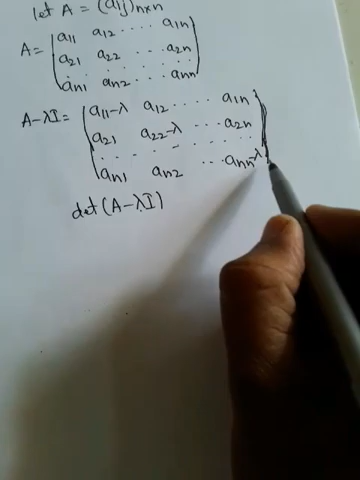 let A = (aij)n×n
A= (a11 a12 .... a1n
a21 a22 ... a2n
. . . . . . .
an1 an2 .... ann)
A-λI = (a11-λ a12 .... a1n
a21 a22-λ ... a2n
. . . . - . . . . .
an1 an2 ... ann-λ)
det(A-λI)